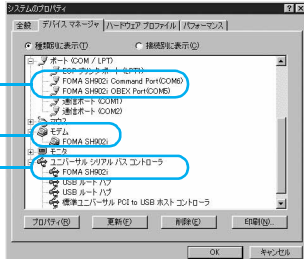 システムのプロパティ
全般 デバイス マネージャ ハードウェア プロファイル パフォーマンス
種類別に表示(T) 接続別に表示(C)
ポート (COM / LPT)
ECP プリンタ ポート (LPT1)
FOMA SH902i Command Port(COM6)
FOMA SH902i OBEX Port(COM5)
通信ポート (COM1)
通信ポート (COM2)
マウス
モデム
FOMA SH902i
モニタ
ユニバーサル シリアル バス コントローラ
FOMA SH902i
USB ルート ハブ
USB ルート ハブ
標準ユニバーサル PCI to USB ホスト コントローラ
プロパティ(R) 更新(F) 削除(E) 印刷(N)...
OK キャンセル